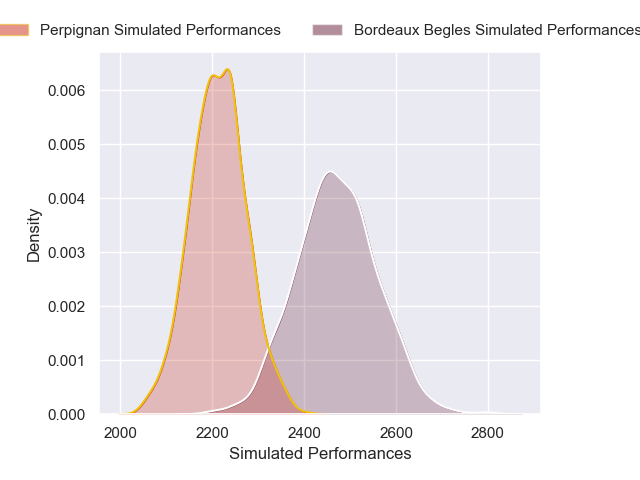 Perpignan Simulated Performances
Bordeaux Begles Simulated Performances
0.006
0.005
0.004
0.003
0.002
0.001
0.000
Density
2000 2200 2400 2600 2800
Simulated Performances